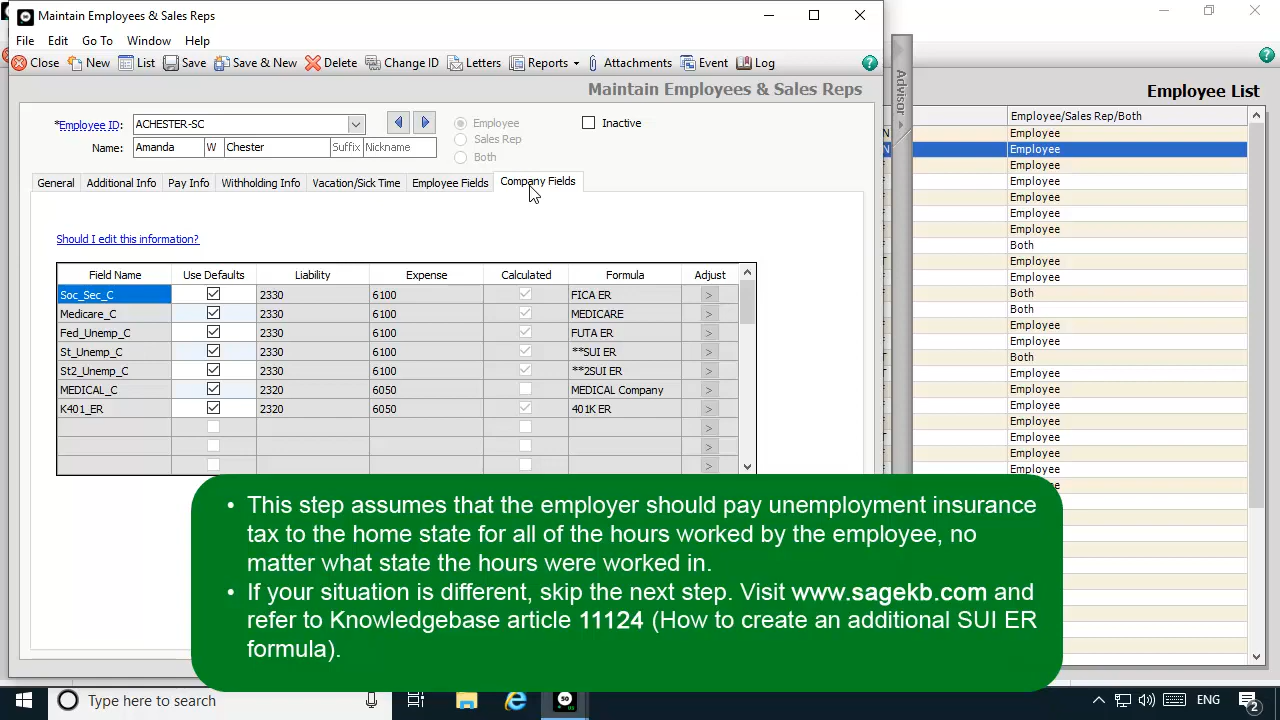 Maintain Employees & Sales Reps
File Edit Go To Window Help
Close New List Save Save & New Delete Change ID Letters Reports Attachments Event Log
Maintain Employees & Sales Reps
*Employee ID: ACHESTER-SC
Employee
Inactive
Sales Rep
Name: Amanda W Chester Suffix Nickname
Both
General Additional Info Pay Info Withholding Info Vacation/Sick Time Employee Fields Company Fields
Should I edit this information?
Field Name Use Defaults Liability Expense Calculated Formula Adjust
Soc_Sec_C 2330 6100 FICA ER >
Medicare_C 2330 6100 MEDICARE >
Fed_Unemp_C 2330 6100 FUTA ER >
St_Unemp_C 2330 6100 **SUI ER >
St2_Unemp_C 2330 6100 **2SUI ER >
MEDICAL_C 2320 6050 MEDICAL Company >
K401_ER 2320 6050 401K ER >
>
>
>
Advisor
Employee List
Employee/Sales Rep/Both
Employee
Employee
Employee
Employee
Employee
Employee
Employee
Both
Employee
Employee
Both
Both
Employee
Employee
Both
Employee
Employee
Employee
Employee
Employee
Employee
Employee
Employee
• This step assumes that the employer should pay unemployment insurance
tax to the home state for all of the hours worked by the employee, no
matter what state the hours were worked in.
• If your situation is different, skip the next step. Visit www.sagekb.com and
refer to Knowledgebase article 11124 (How to create an additional SUI ER
formula).
Type here to search
ENG
2